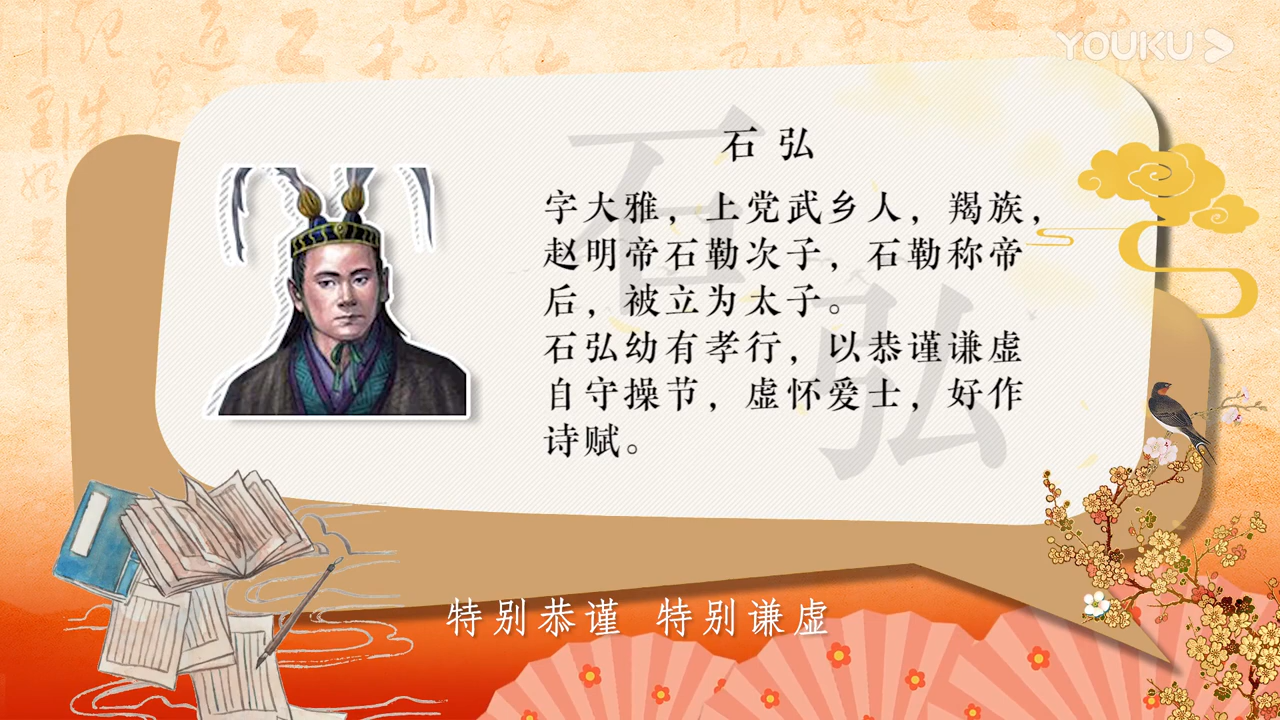 YOUKU
石弘
字大雅，上党武乡人，羯族，
赵明帝石勒次子，石勒称帝
后，被立为太子。
石弘幼有孝行，以恭谨谦虚
自守操节，虚怀爱士，好作
诗赋。
特别恭谨 特别谦虚